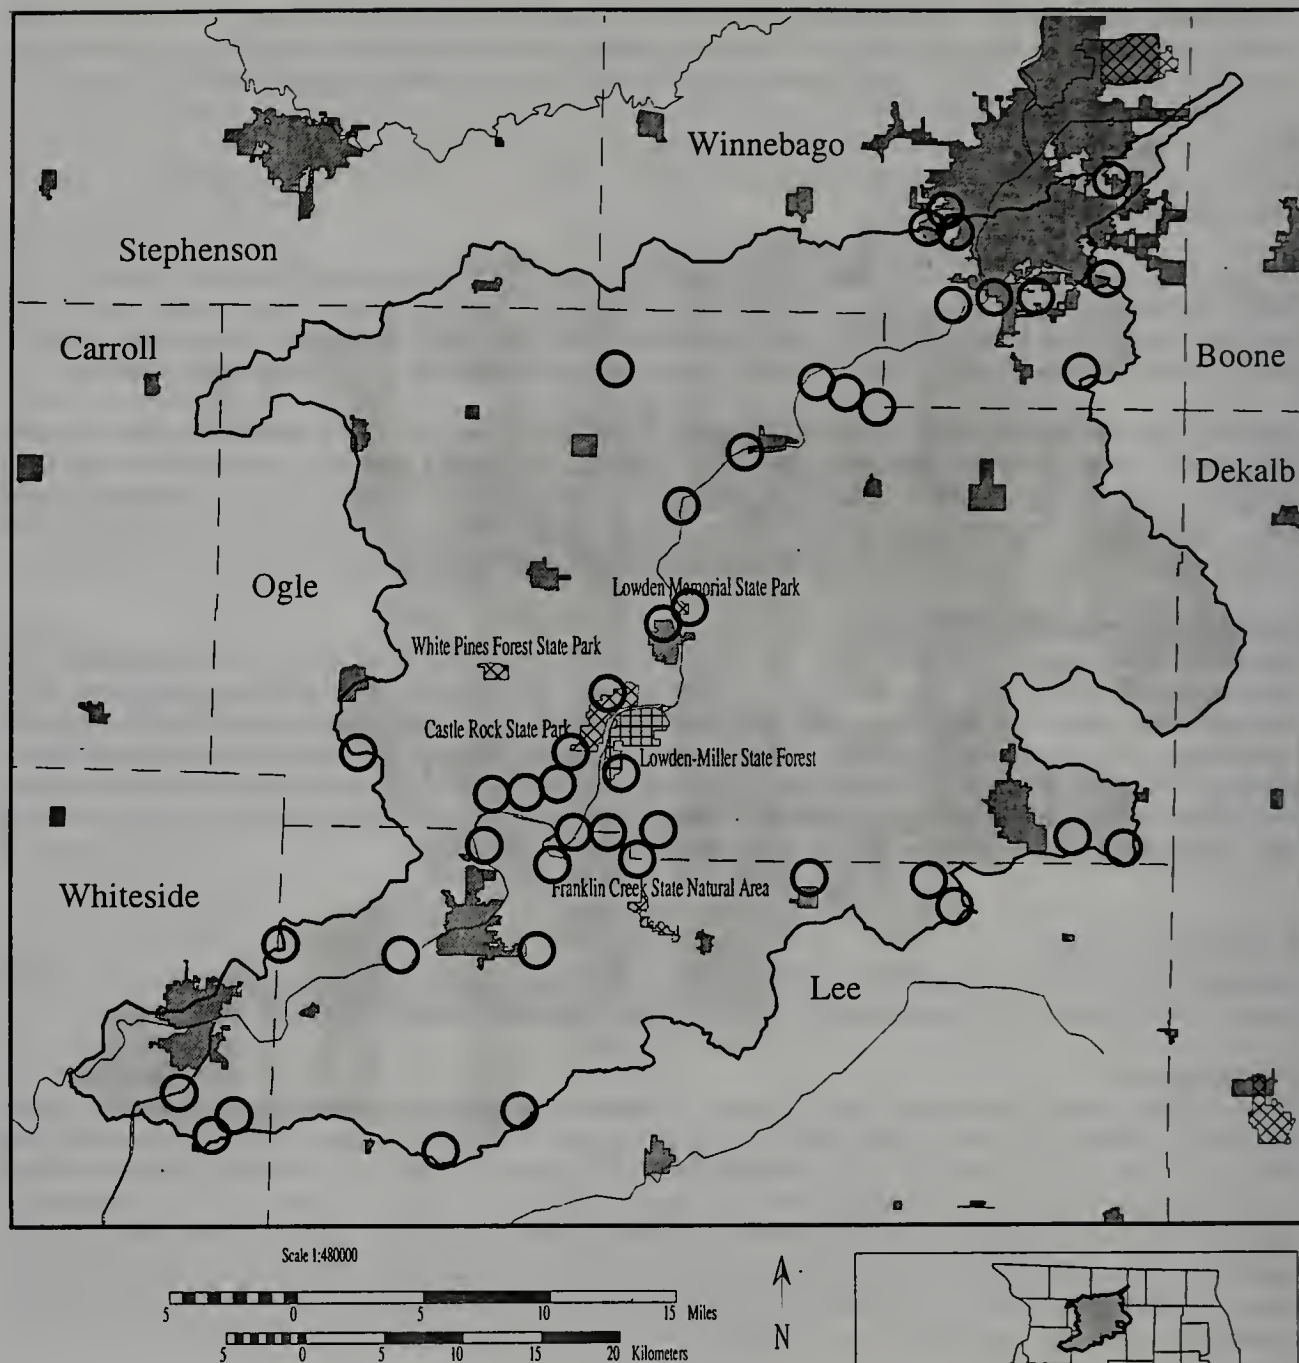 Winnebago
Stephenson
Carroll
Boone
Dekalb
Ogle
Lowden Memorial State Park
White Pines Forest State Park
Castle Rock State Park
Lowden-Miller State Forest
Whiteside
Franklin Creek State Natural Area
Lee
Scale 1:480000
5 0 5 10 15 Miles
N
5 0 5 10 15 20 Kilometers